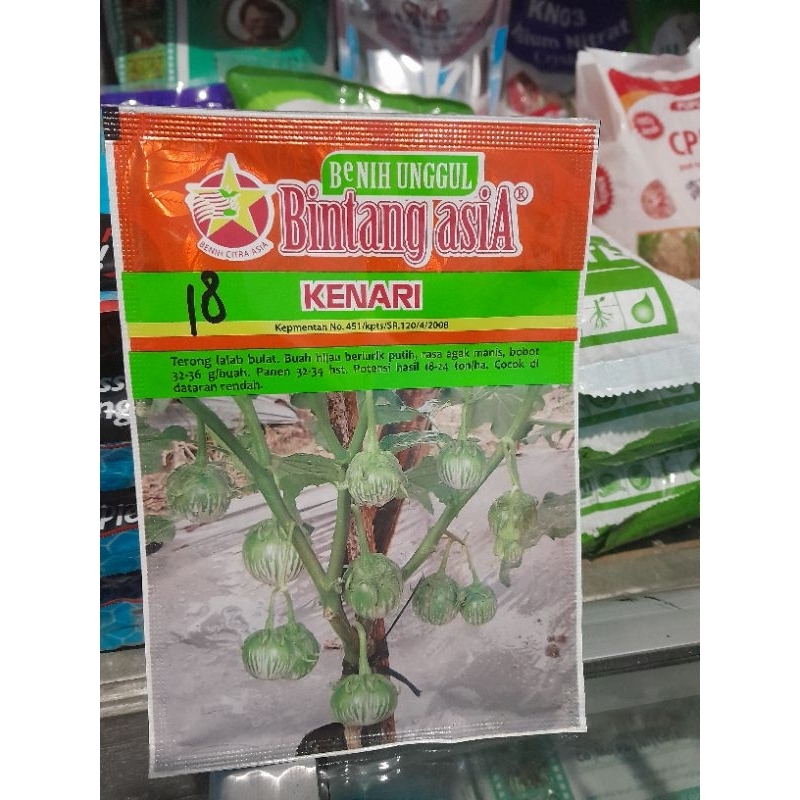 KNO3
Nitrat
BeNIH UNGGUL
Bintang asiA®
BENIH CITRA ASIA
18
KENARI
Kepmentan No. 451/kpts/SR.120/4/2008
Terong lalab bulat. Buah hijau berlurik putih, rasa agak manis, bobot
32-36 g/buah. Panen 32-34 hst. Potensi hasil 18-24 ton/ha. Cocok di
dataran rendah.